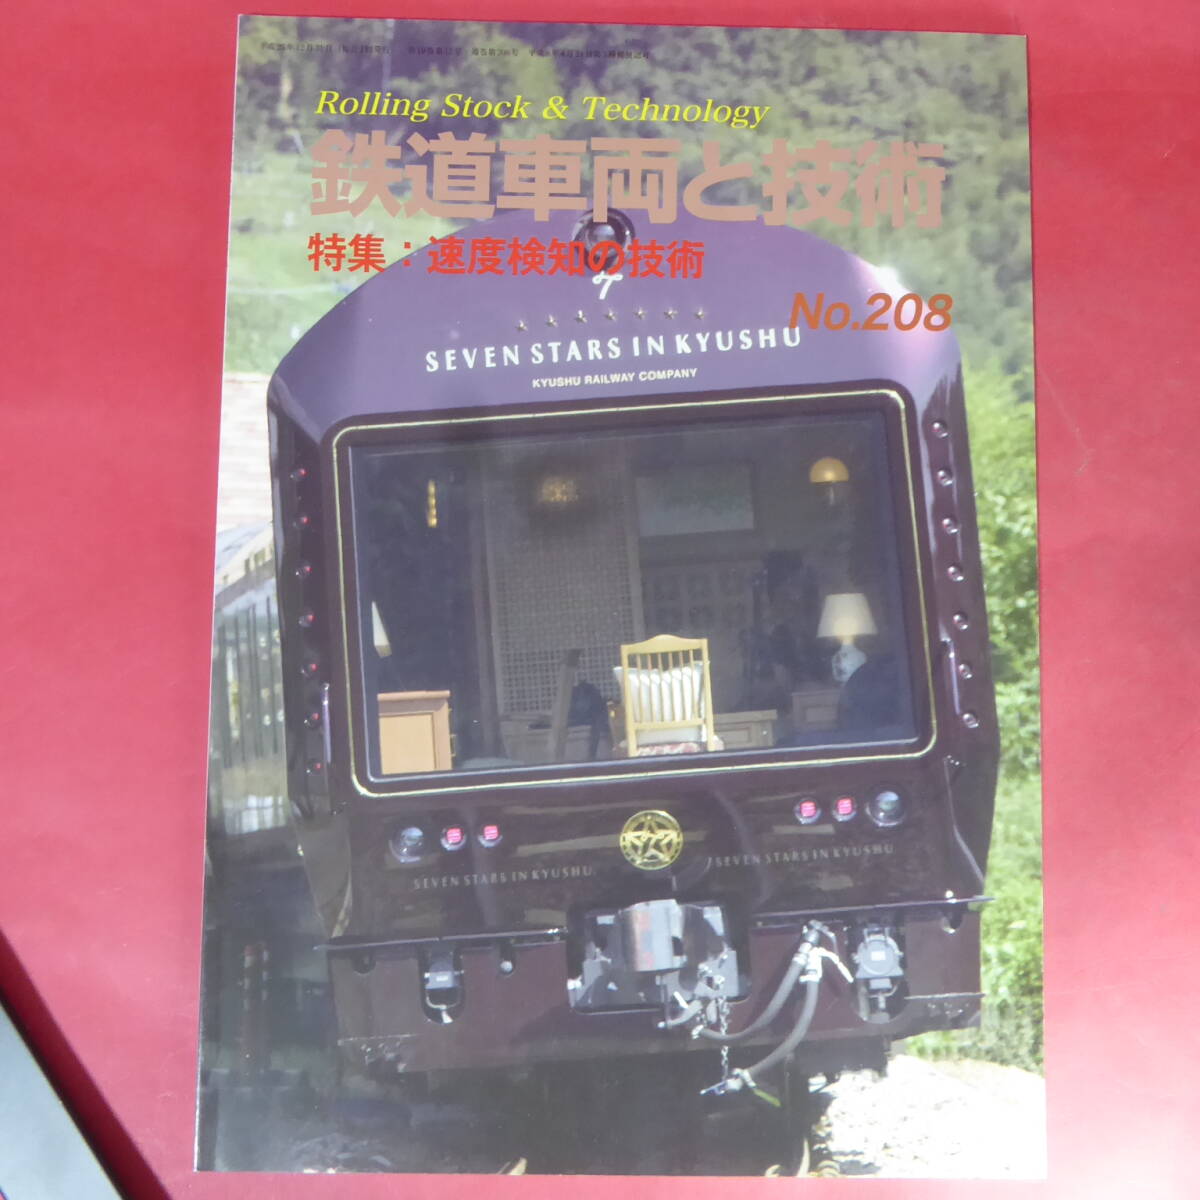 Rolling Stock & Technology
鉄道車両と技術
特集：速度検知の技術
No.208
SEVEN STARS IN KYUSHU
KYUSHU RAILWAY COMPANY
SEVEN STARS IN KYUSHU
SEVEN STARS IN KYUSHU